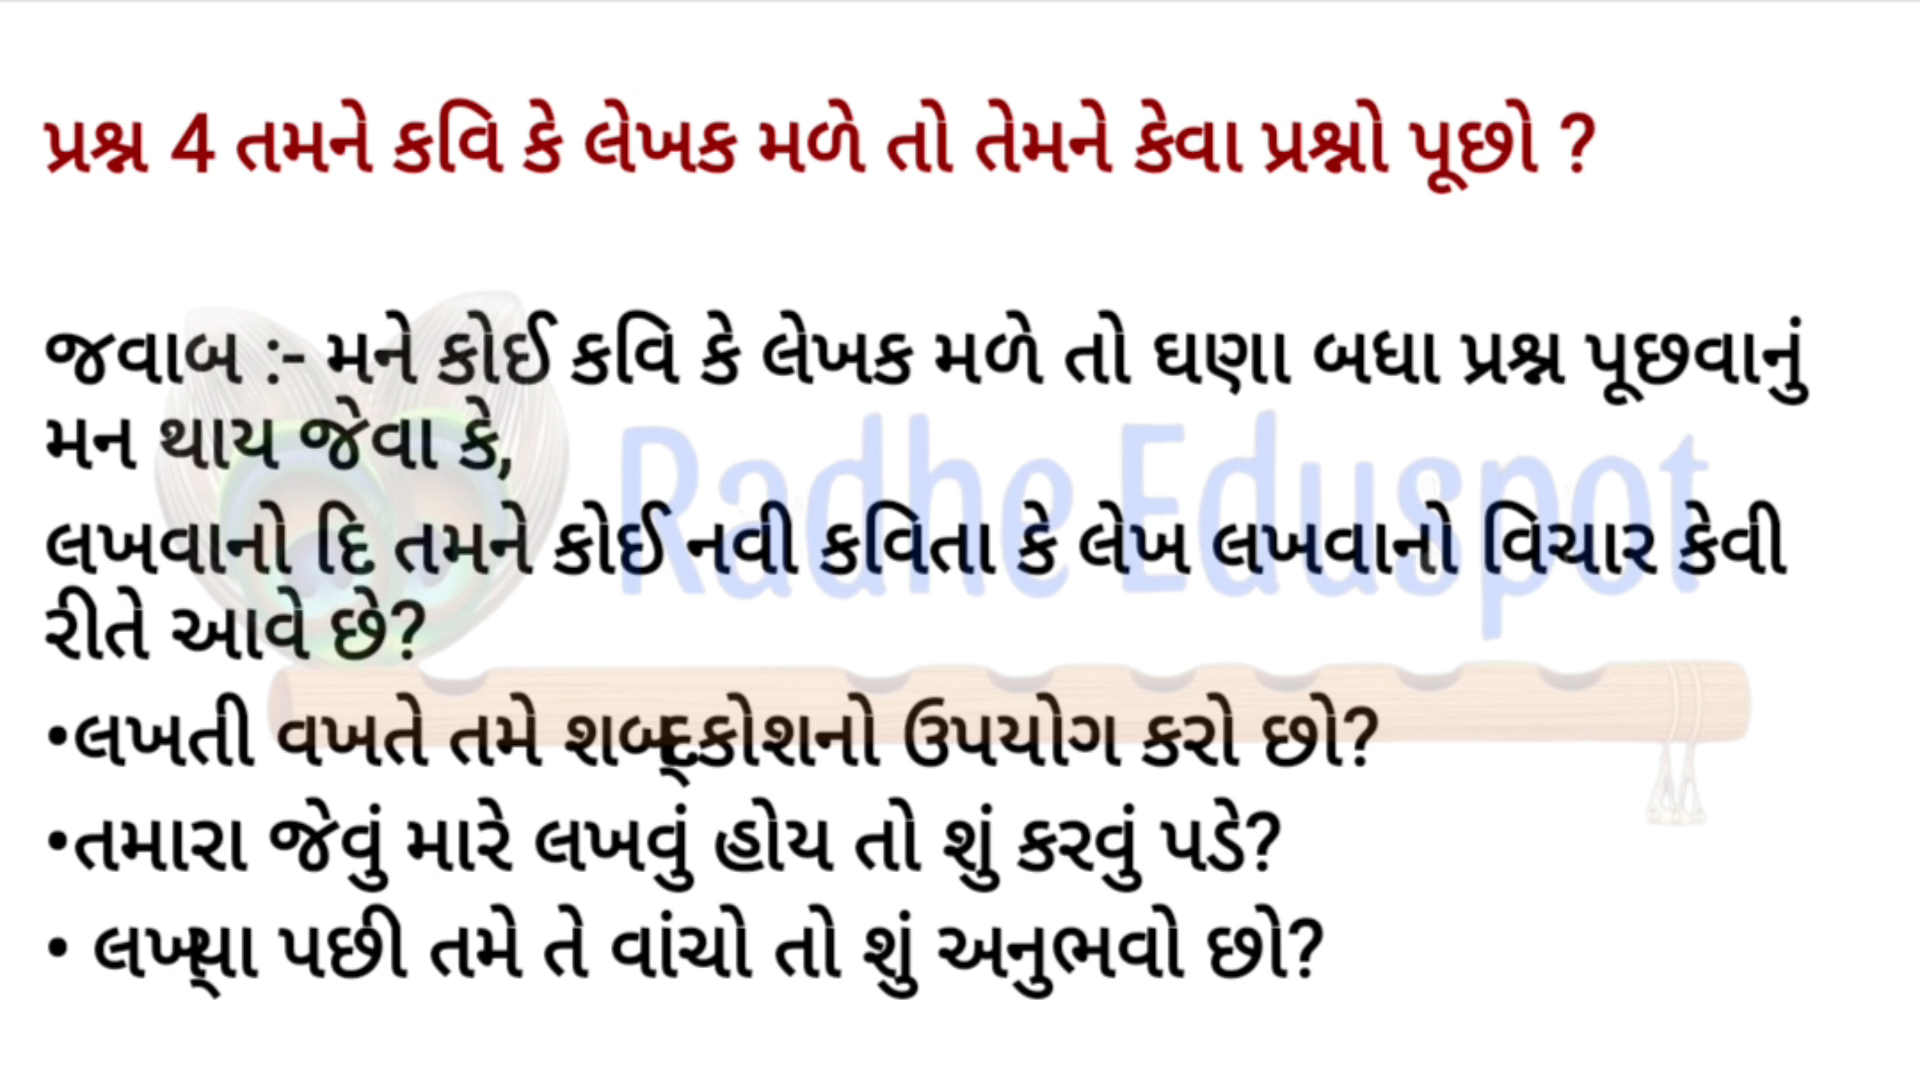 પ્રશ્ન 4 તમને કવિ કે લેખક મળે તો તેમને કેવા પ્રશ્નો પૂછો ?
જવાબ :- મને કોઈ કવિ કે લેખક મળે તો ઘણા બધા પ્રશ્ન પૂછવાનું
મન થાય જેવા કે,
Radhe Eduspot
લખવાનો દિ તમને કોઈ નવી કવિતા કે લેખ લખવાનો વિચાર કેવી
રીતે આવે છે?
•લખતી વખતે તમે શબ્દકોશનો ઉપયોગ કરો છો?
•તમારા જેવું મારે લખવું હોય તો શું કરવું પડે?
• લખ્યા પછી તમે તે વાંચો તો શું અનુભવો છો?